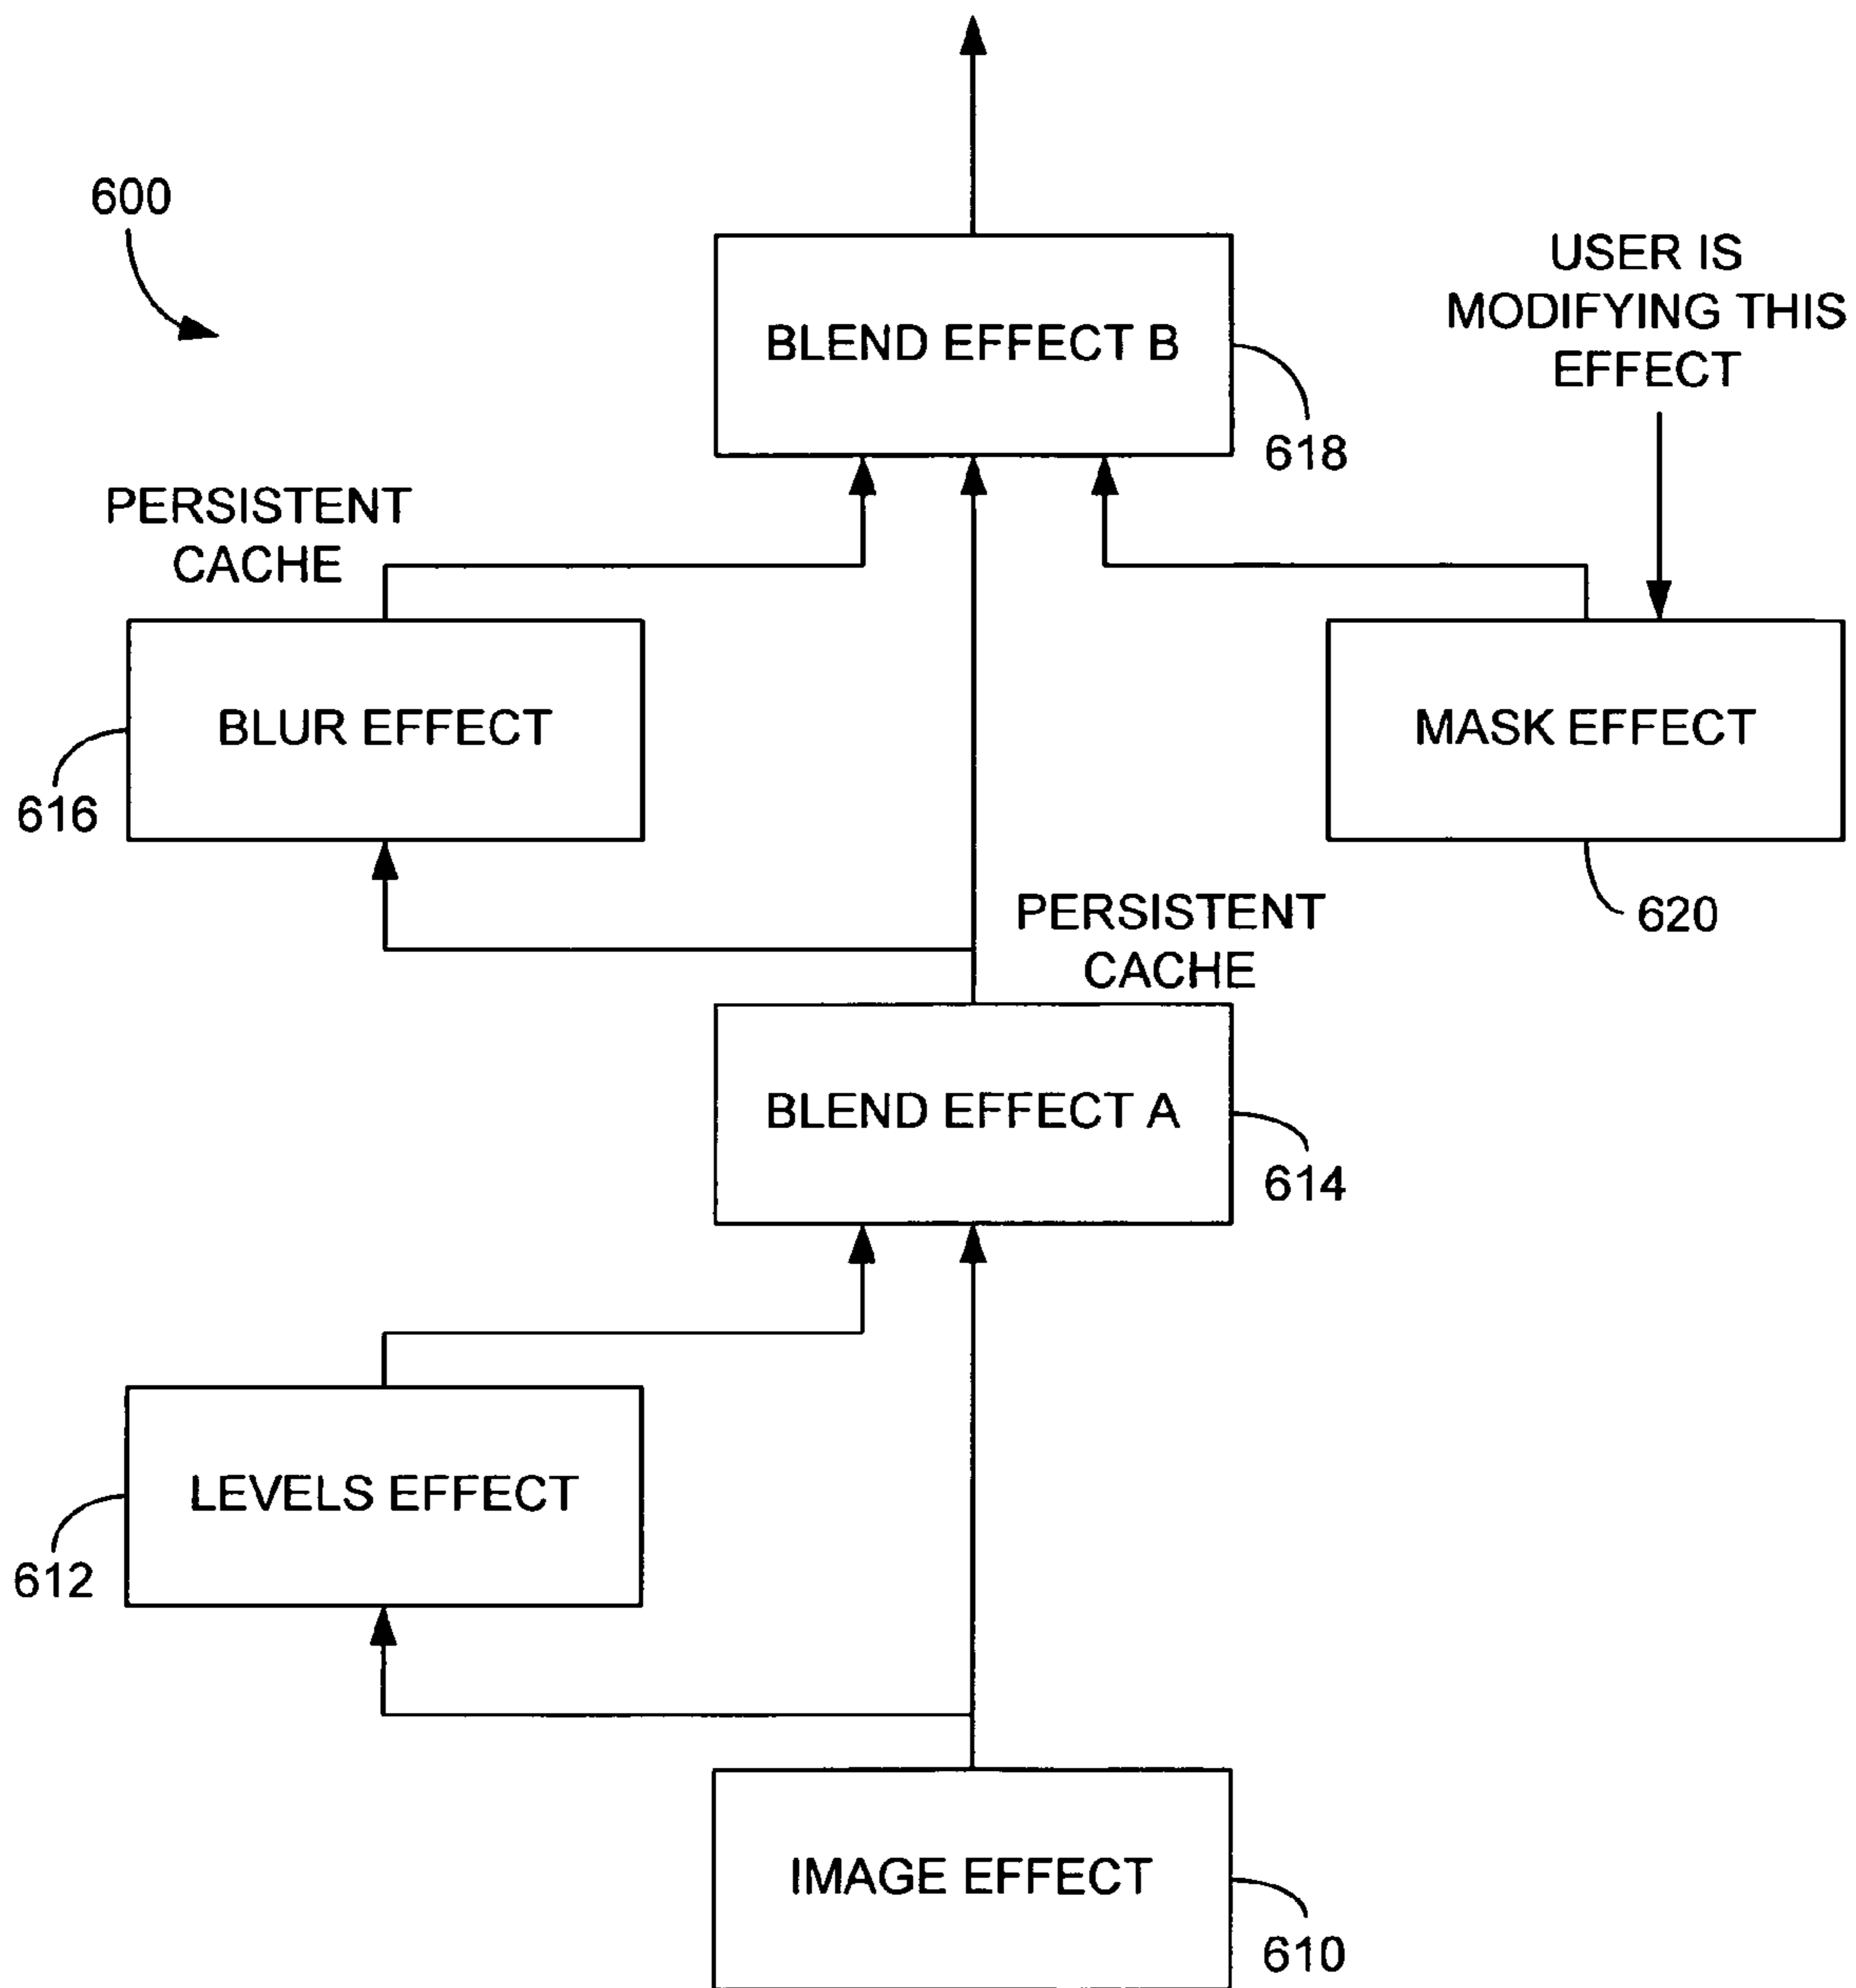 600
BLEND EFFECT B
618
USER IS
MODIFYING THIS
EFFECT
PERSISTENT
CACHE
BLUR EFFECT
616
MASK EFFECT
620
PERSISTENT
CACHE
BLEND EFFECT A
614
LEVELS EFFECT
612
IMAGE EFFECT
610